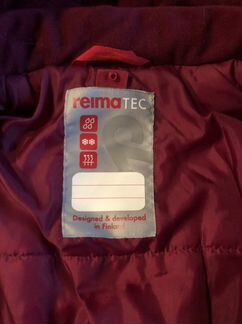 reimaTEC
Designed & developed
in Finland